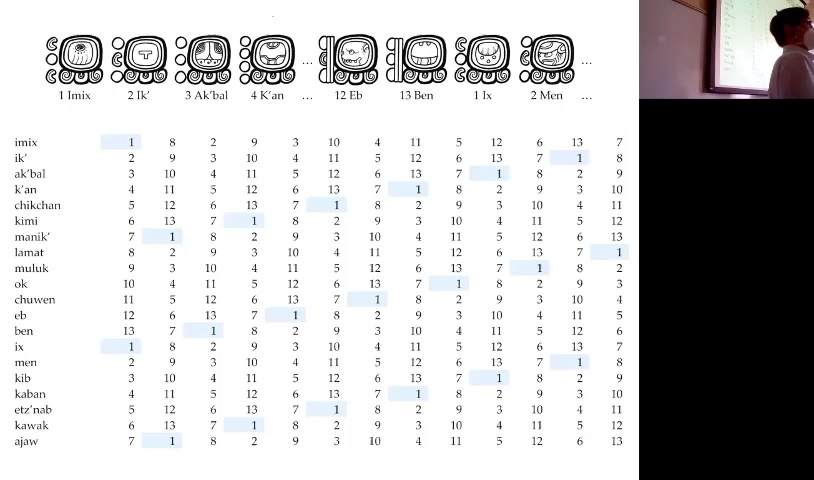 1 Imix 2 Ik' 3 Ak'bal 4 K'an ... 12 Eb 13 Ben 1 Ix 2 Men ...
imix 1 8 2 9 3 10 4 11 5 12 6 13 7
ik' 2 9 3 10 4 11 5 12 6 13 7 1 8
ak'bal 3 10 4 11 5 12 6 13 7 1 8 2 9
k'an 4 11 5 12 6 13 7 1 8 2 9 3 10
chikchan 5 12 6 13 7 1 8 2 9 3 10 4 11
kimi 6 13 7 1 8 2 9 3 10 4 11 5 12
manik' 7 1 8 2 9 3 10 4 11 5 12 6 13
lamat 8 2 9 3 10 4 11 5 12 6 13 7 1
muluk 9 3 10 4 11 5 12 6 13 7 1 8 2
ok 10 4 11 5 12 6 13 7 1 8 2 9 3
chuwen 11 5 12 6 13 7 1 8 2 9 3 10 4
eb 12 6 13 7 1 8 2 9 3 10 4 11 5
ben 13 7 1 8 2 9 3 10 4 11 5 12 6
ix 1 8 2 9 3 10 4 11 5 12 6 13 7
men 2 9 3 10 4 11 5 12 6 13 7 1 8
kib 3 10 4 11 5 12 6 13 7 1 8 2 9
kaban 4 11 5 12 6 13 7 1 8 2 9 3 10
etz'nab 5 12 6 13 7 1 8 2 9 3 10 4 11
kawak 6 13 7 1 8 2 9 3 10 4 11 5 12
ajaw 7 1 8 2 9 3 10 4 11 5 12 6 13